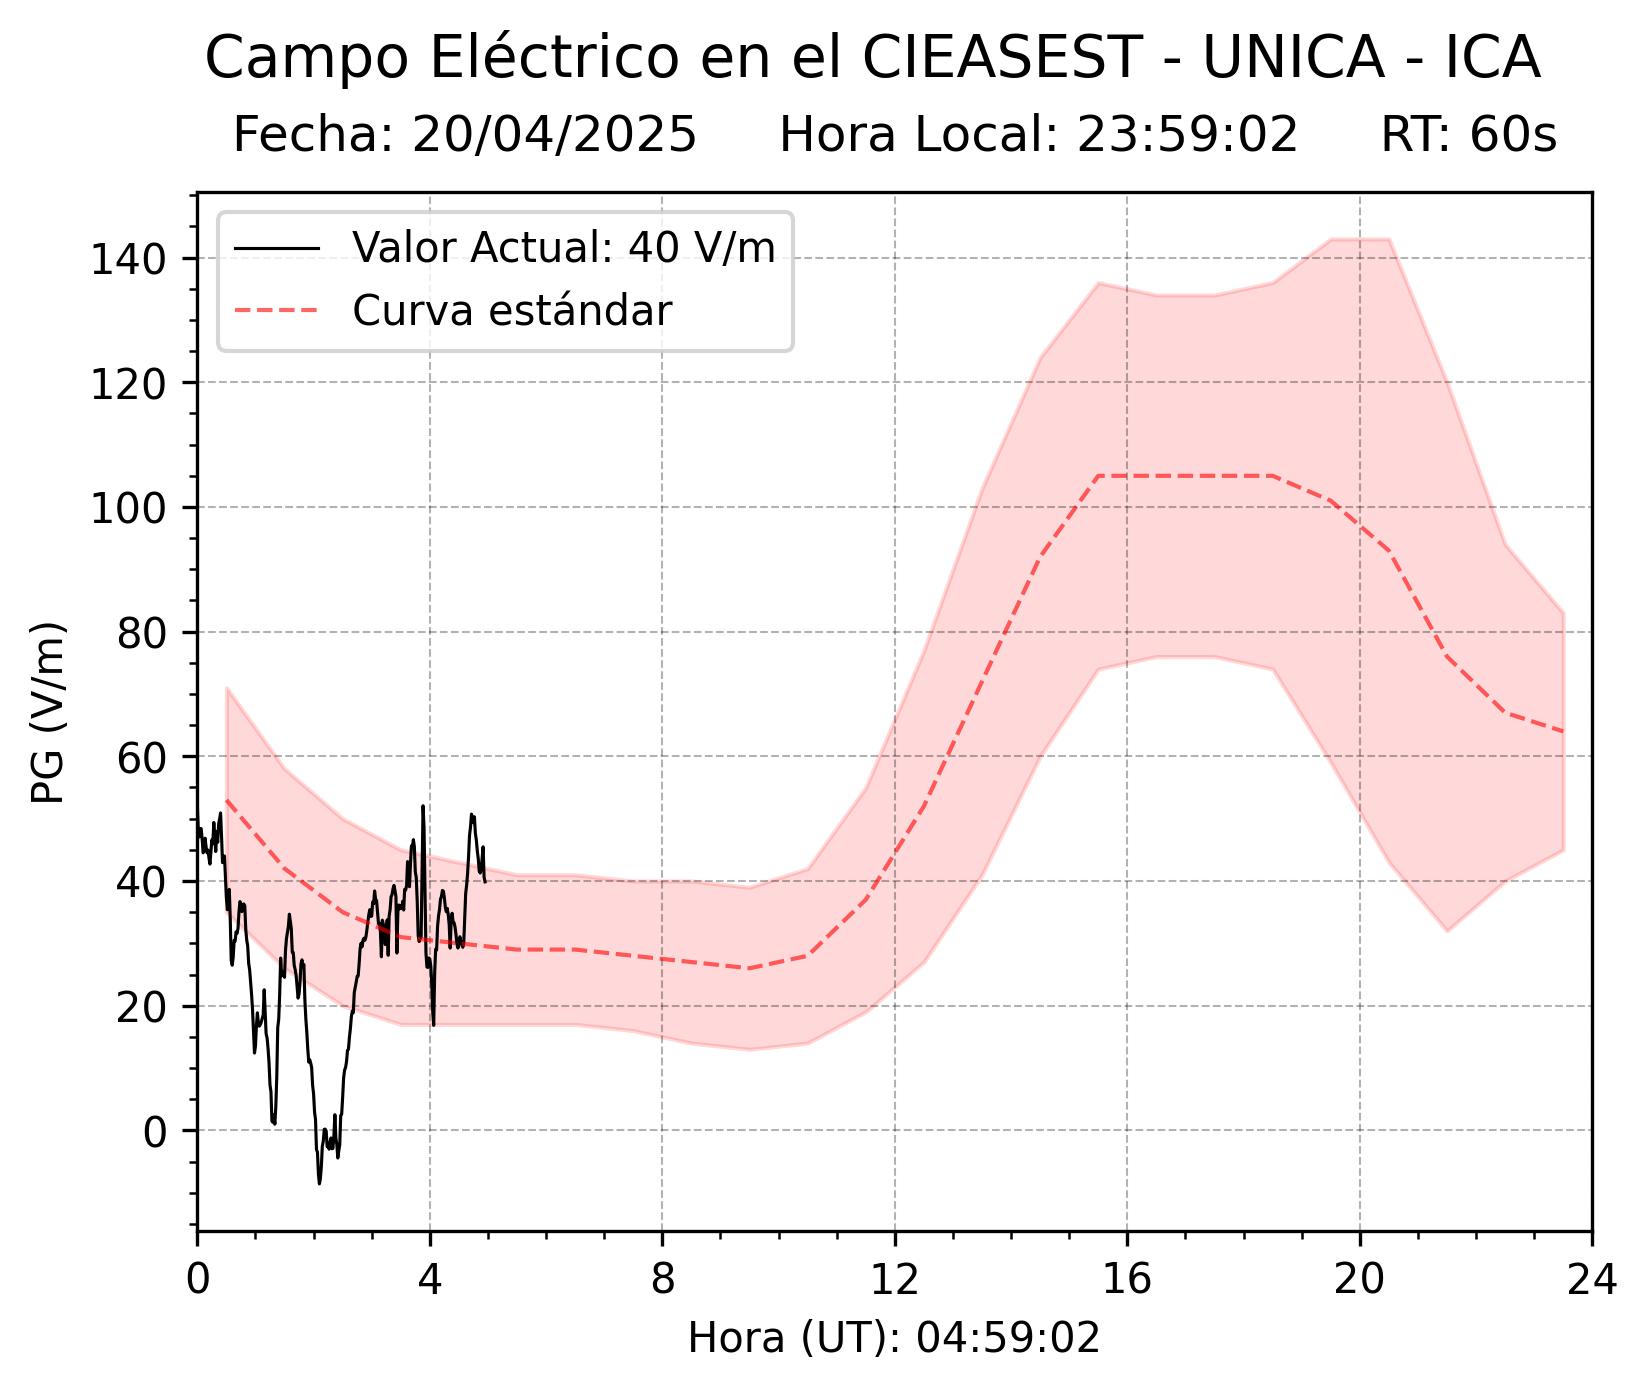 Campo Eléctrico en el CIEASEST - UNICA - ICA
Fecha: 20/04/2025 Hora Local: 23:59:02 RT: 60s
Valor Actual: 40 V/m
Curva estándar
PG (V/m)
140
120
100
80
60
40
20
0
0 4 8 12 16 20 24
Hora (UT): 04:59:02